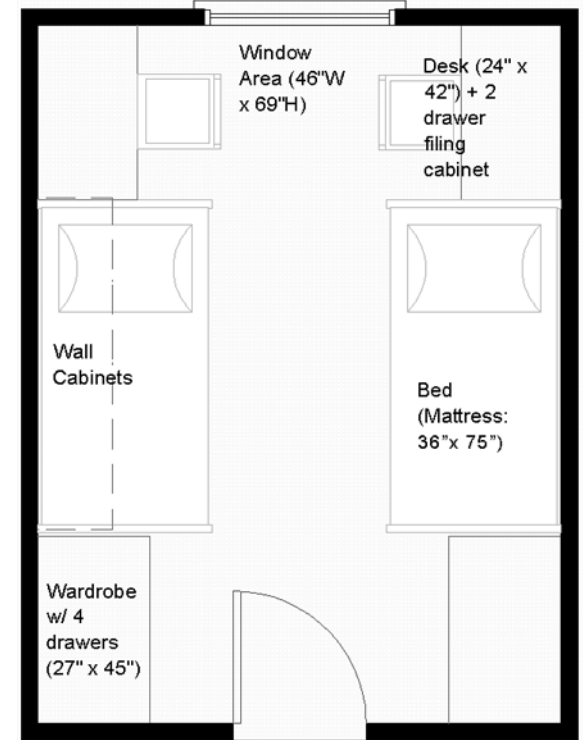 Window
Area (46"W
x 69"H)
Desk (24" x
42") + 2
drawer
filing
cabinet
Wall
Cabinets
Bed
(Mattress:
36”x 75”)
Wardrobe
w/ 4
drawers
(27" x 45")